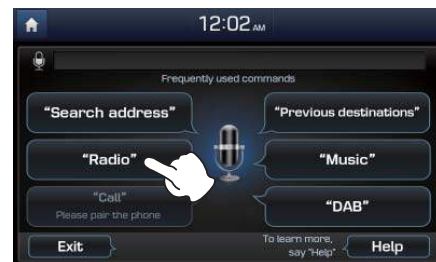 12:02 AM
Frequently used commands
"Search address"
"Previous destinations"
"Radio"
"Music"
"Call"
Please pair the phone
"DAB"
Exit
To learn more,
say "Help"
Help